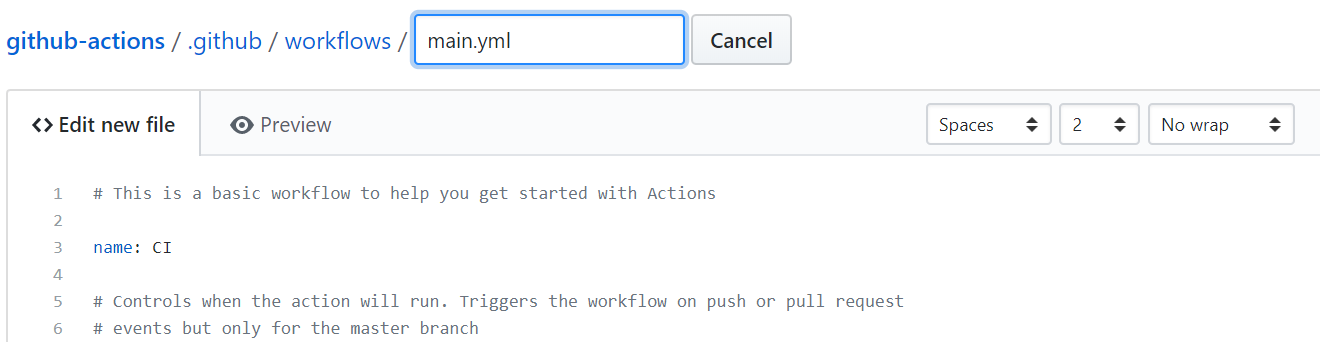 github-actions / .github / workflows / main.yml Cancel
<> Edit new file Preview Spaces 2 No wrap
1 # This is a basic workflow to help you get started with Actions
2
3 name: CI
4
5 # Controls when the action will run. Triggers the workflow on push or pull request
6 # events but only for the master branch